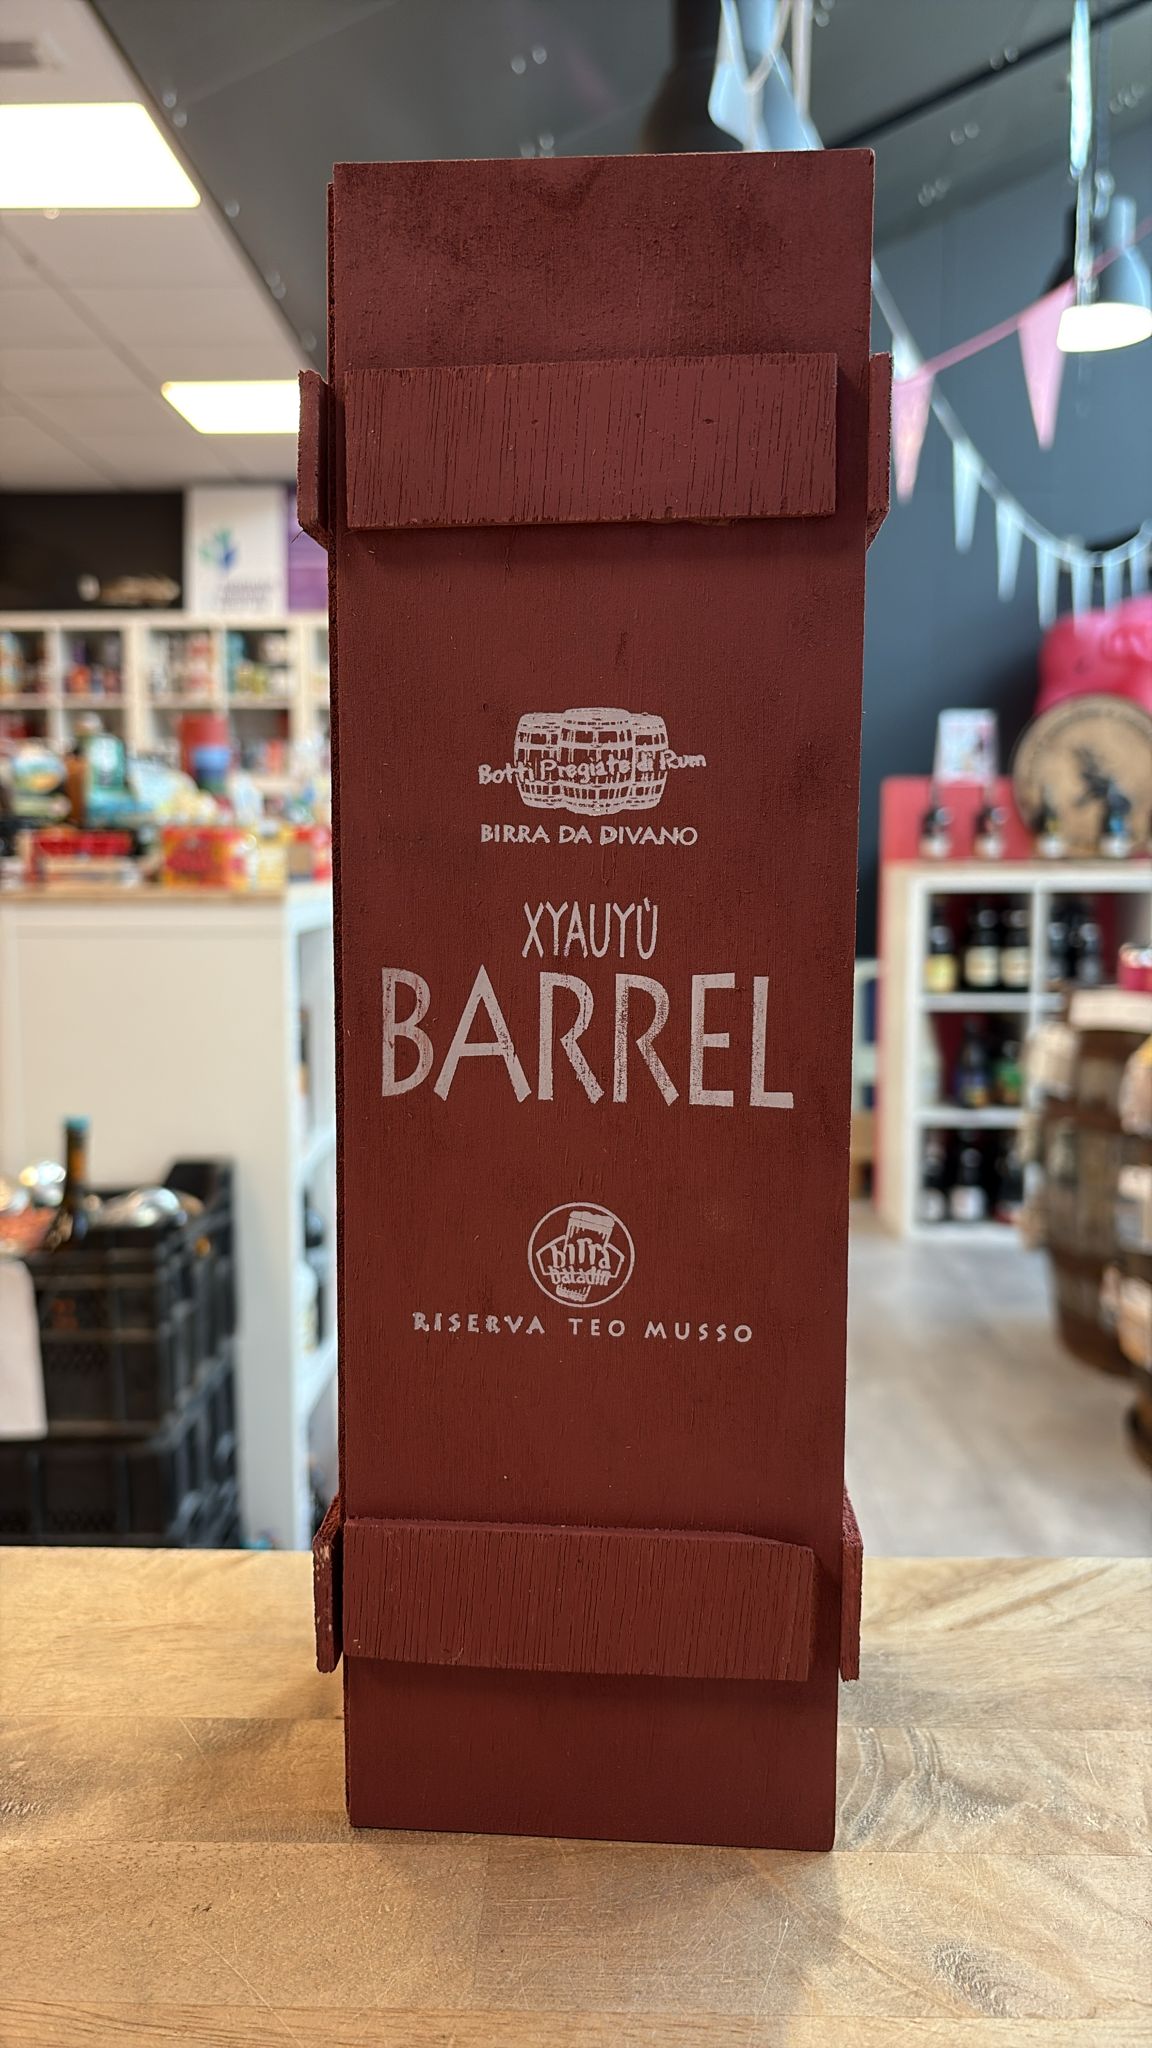 Botti Pregiate di Rum
BIRRA DA DIVANO
XYAUYÙ
BARREL
birra
baladin
RISERVA TEO MUSSO